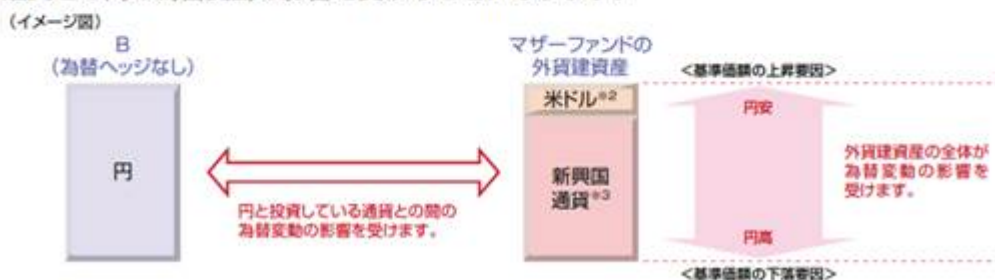 (イメージ図)
B
(為替ヘッジなし)
マザーファンドの
外貨建資産
<基準価額の上昇要因>
米ドル※2
円安
円
新興国
通貨※3
外貨建資産の全体が
為替変動の影響を
受けます。
円と投資している通貨との間の
為替変動の影響を受けます。
円高
<基準価額の下落要因>